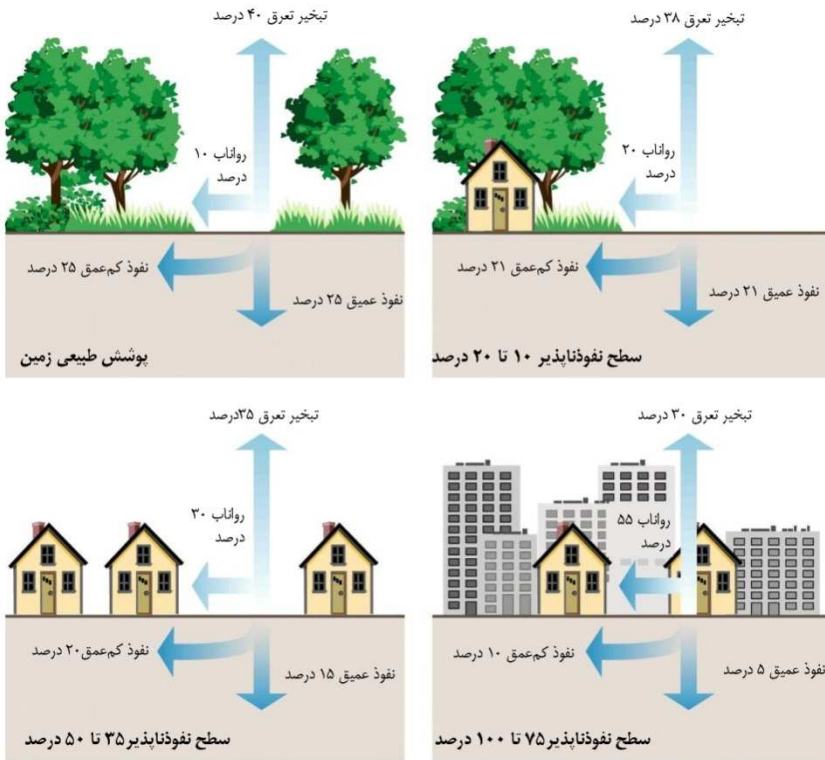 تبخیر تعرق ۴۰ درصد
رواناب ۱۰
درصد
نفوذ کم‌عمق ۲۵ درصد
نفوذ عمیق ۲۵ درصد
پوشش طبیعی زمین
تبخیر تعرق ۳۸ درصد
رواناب ۲۰
درصد
نفوذ کم‌عمق ۲۱ درصد
نفوذ عمیق ۲۱ درصد
سطح نفوذناپذیر ۱۰ تا ۲۰ درصد
تبخیر تعرق ۳۵درصد
رواناب ۳۰
درصد
نفوذ کم‌عمق۲۰ درصد
نفوذ عمیق ۱۵ درصد
سطح نفوذناپذیر۳۵ تا ۵۰ درصد
تبخیر تعرق ۳۰ درصد
رواناب ۵۵
درصد
نفوذ کم‌عمق ۱۰ درصد
نفوذ عمیق ۵ درصد
سطح نفوذناپذیر۷۵ تا ۱۰۰ درصد